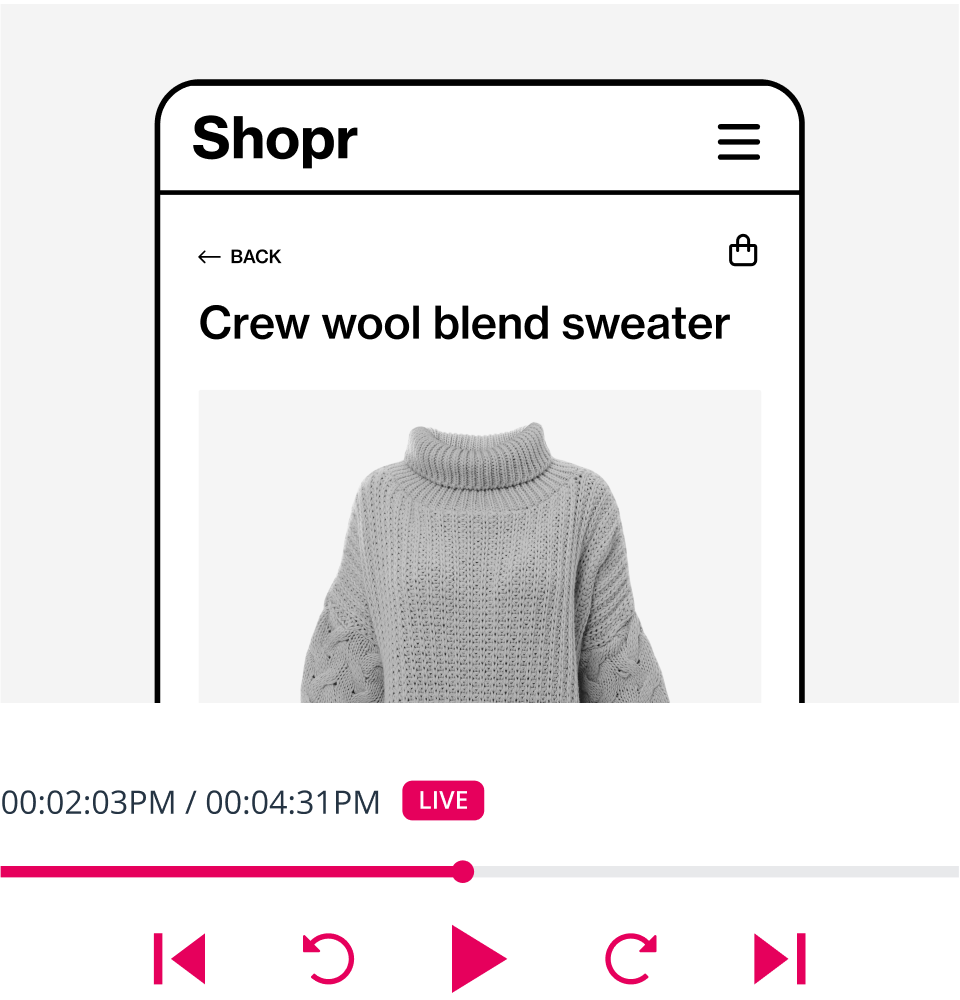 Shopr
← BACK
Crew wool blend sweater
00:02:03PM / 00:04:31PM LIVE